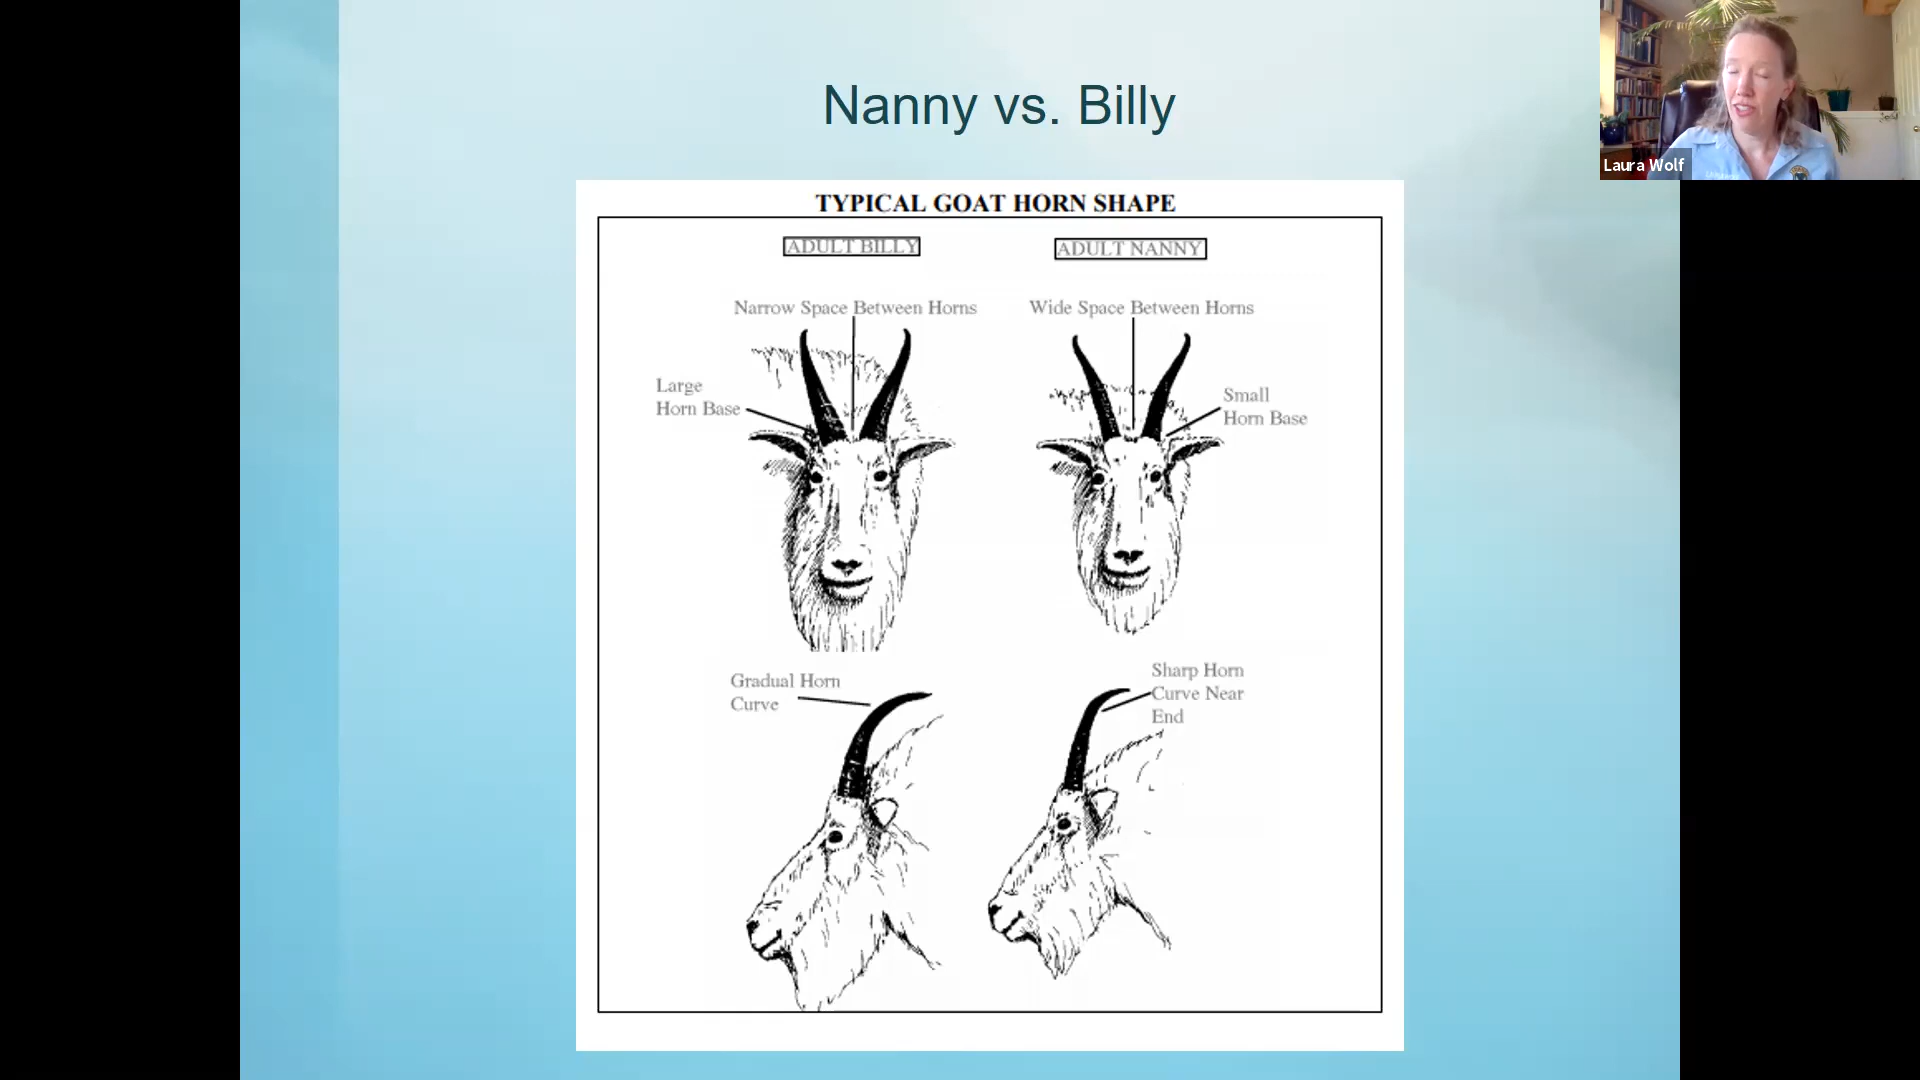 Nanny vs. Billy
Laura Wolf
TYPICAL GOAT HORN SHAPE
ADULT BILLY
ADULT NANNY
Narrow Space Between Horns
Wide Space Between Horns
Large
Horn Base
Small
Horn Base
Gradual Horn
Curve
Sharp Horn
Curve Near
End